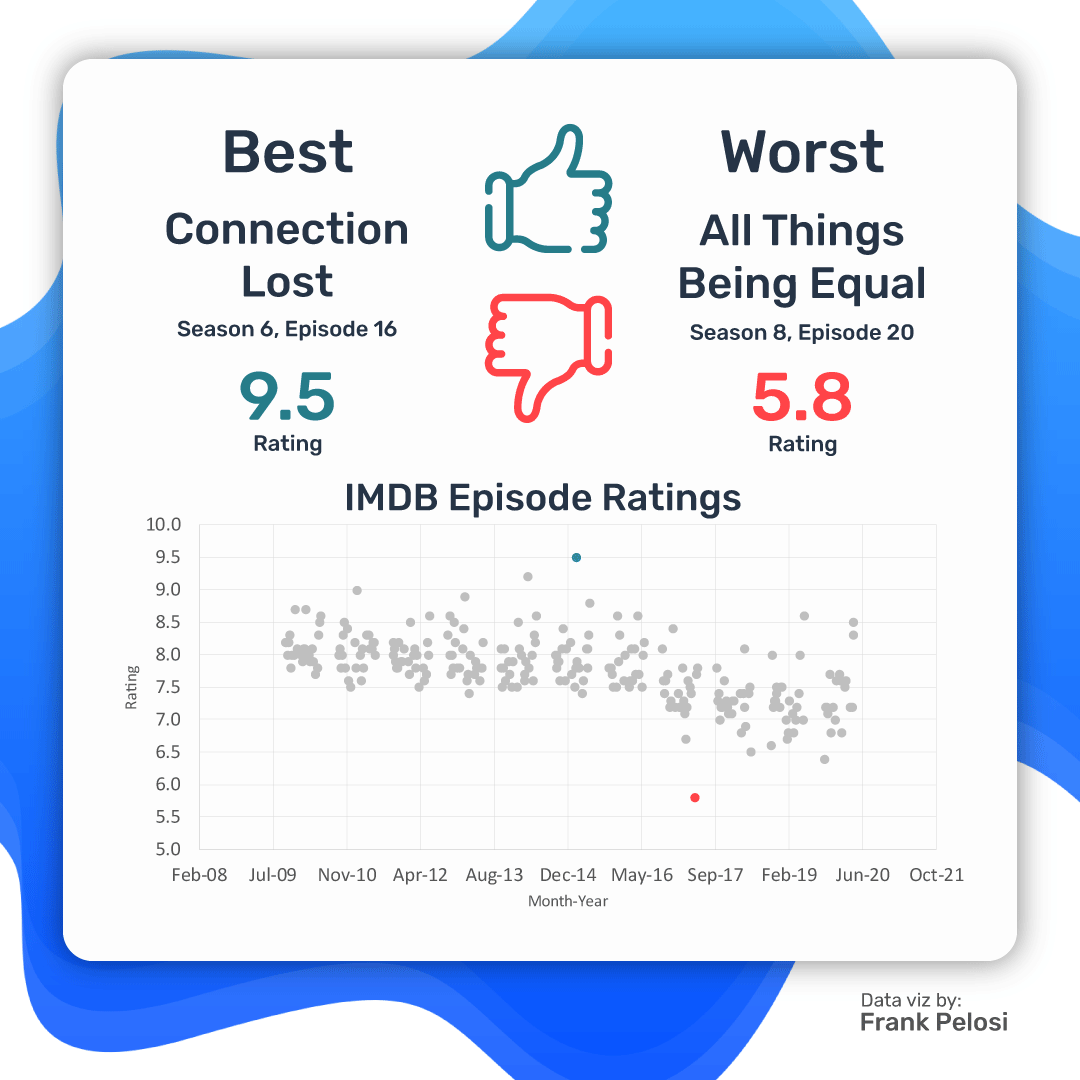 Best
Connection
Lost
Season 6, Episode 16
9.5
Rating
Worst
All Things
Being Equal
Season 8, Episode 20
5.8
Rating
IMDB Episode Ratings
10.0
9.5
9.0
8.5
8.0
7.5
7.0
6.5
6.0
5.5
5.0
Rating
Feb-08 Jul-09 Nov-10 Apr-12 Aug-13 Dec-14 May-16 Sep-17 Feb-19 Jun-20 Oct-21
Month-Year
Data viz by:
Frank Pelosi